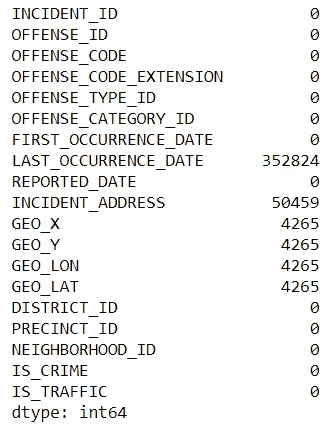 INCIDENT_ID 0
OFFENSE_ID 0
OFFENSE_CODE 0
OFFENSE_CODE_EXTENSION 0
OFFENSE_TYPE_ID 0
OFFENSE_CATEGORY_ID 0
FIRST_OCCURRENCE_DATE 0
LAST_OCCURRENCE_DATE 352824
REPORTED_DATE 0
INCIDENT_ADDRESS 50459
GEO_X 4265
GEO_Y 4265
GEO_LON 4265
GEO_LAT 4265
DISTRICT_ID 0
PRECINCT_ID 0
NEIGHBORHOOD_ID 0
IS_CRIME 0
IS_TRAFFIC 0
dtype: int64